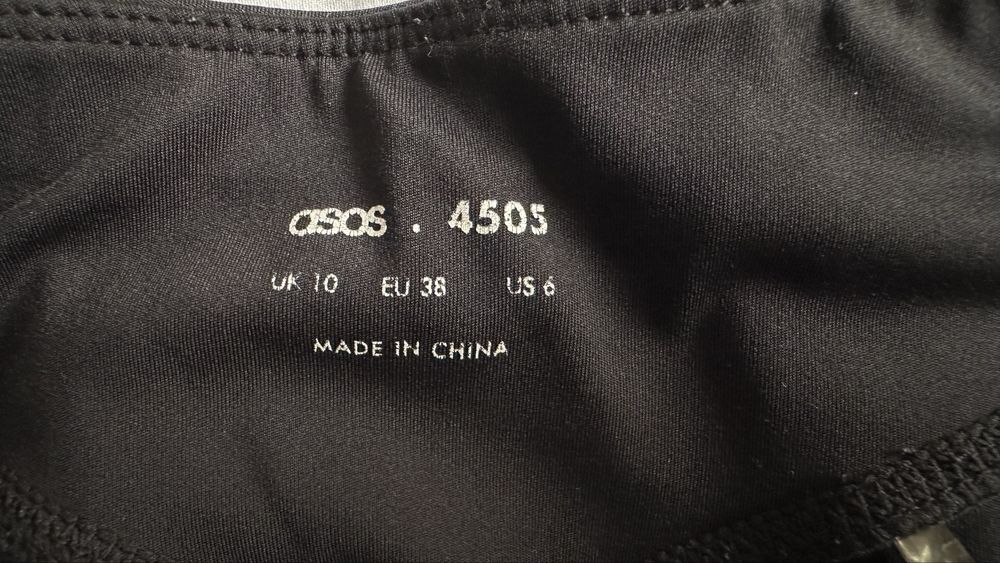 asos . 4505
UK 10 EU 38 US 6
MADE IN CHINA